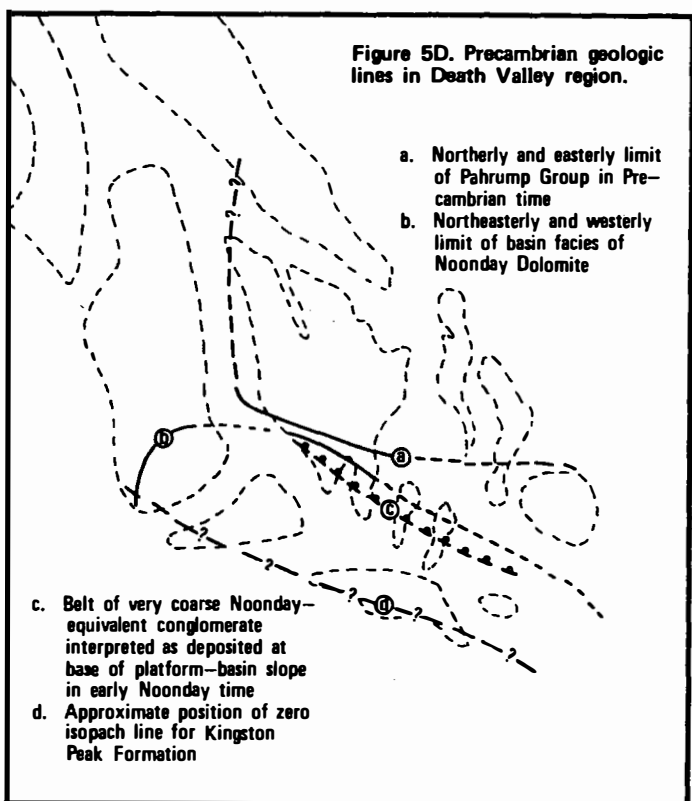 Figure 5D. Precambrian geologic
lines in Death Valley region.
a. Northerly and easterly limit
of Pahrump Group in Pre—
cambrian time
b. Northeasterly and westerly
limit of basin facies of
Noonday Dolomite
?
?
b
a
c
?
?
?
d
?
?
?
c. Belt of very coarse Noonday—
equivalent conglomerate
interpreted as deposited at
base of platform—basin slope
in early Noonday time
d. Approximate position of zero
isopach line for Kingston
Peak Formation